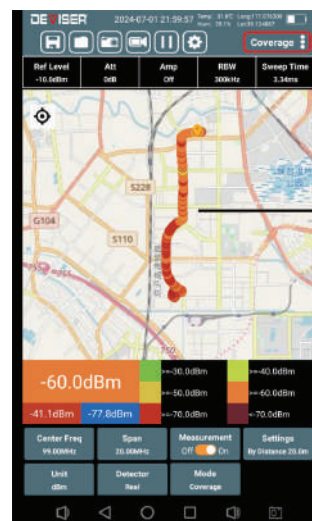 DEVISER 2024-07-01 21:59:57
Coverage
Ref Level Att Amp RBW Sweep Time
-10.0dBm 0dB Off 300kHz 3.34ms
S228
G104
S110
-60.0dBm
-41.1dBm -77.8dBm
>=-30.0dBm >=-40.0dBm
>=-50.0dBm >=-60.0dBm
>=-70.0dBm <-70.0dBm
Center Freq Span Measurement Settings
99.00MHz 20.00MHz Off On By Distance 20.0m
Unit Detector Mode
dBm Real Coverage